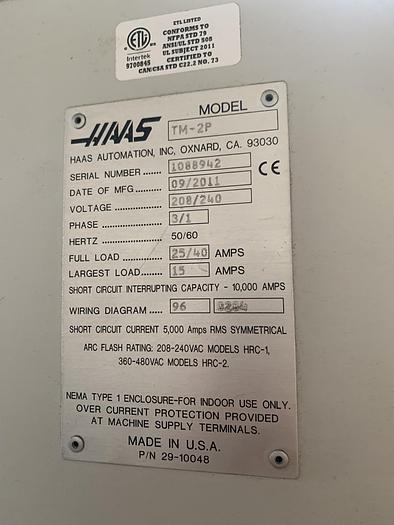 ETL LISTED
CONFORMS TO
NFPA STD 79
ANSI/UL STD 508
UL SUBJECT 2011
CERTIFIED TO
CAN/CSA STD C22.2 NO. 73
ETL
Intertek
9700845
HAAS
MODEL
TM-2P
HAAS AUTOMATION, INC, OXNARD, CA. 93030
SERIAL NUMBER ...... 1088942
DATE OF MFG ........... 09/2011 CE
VOLTAGE .................. 208/240
PHASE ....................... 3/1
HERTZ ....................... 50/60
FULL LOAD ............... 25/40 AMPS
LARGEST LOAD........ 15 AMPS
SHORT CIRCUIT INTERRUPTING CAPACITY - 10,000 AMPS
WIRING DIAGRAM ..... 96
SHORT CIRCUIT CURRENT 5,000 Amps RMS SYMMETRICAL
ARC FLASH RATING: 208-240VAC MODELS HRC-1,
360-480VAC MODELS HRC-2.
NEMA TYPE 1 ENCLOSURE-FOR INDOOR USE ONLY.
OVER CURRENT PROTECTION PROVIDED
AT MACHINE SUPPLY TERMINALS.
MADE IN U.S.A.
P/N 29-10048